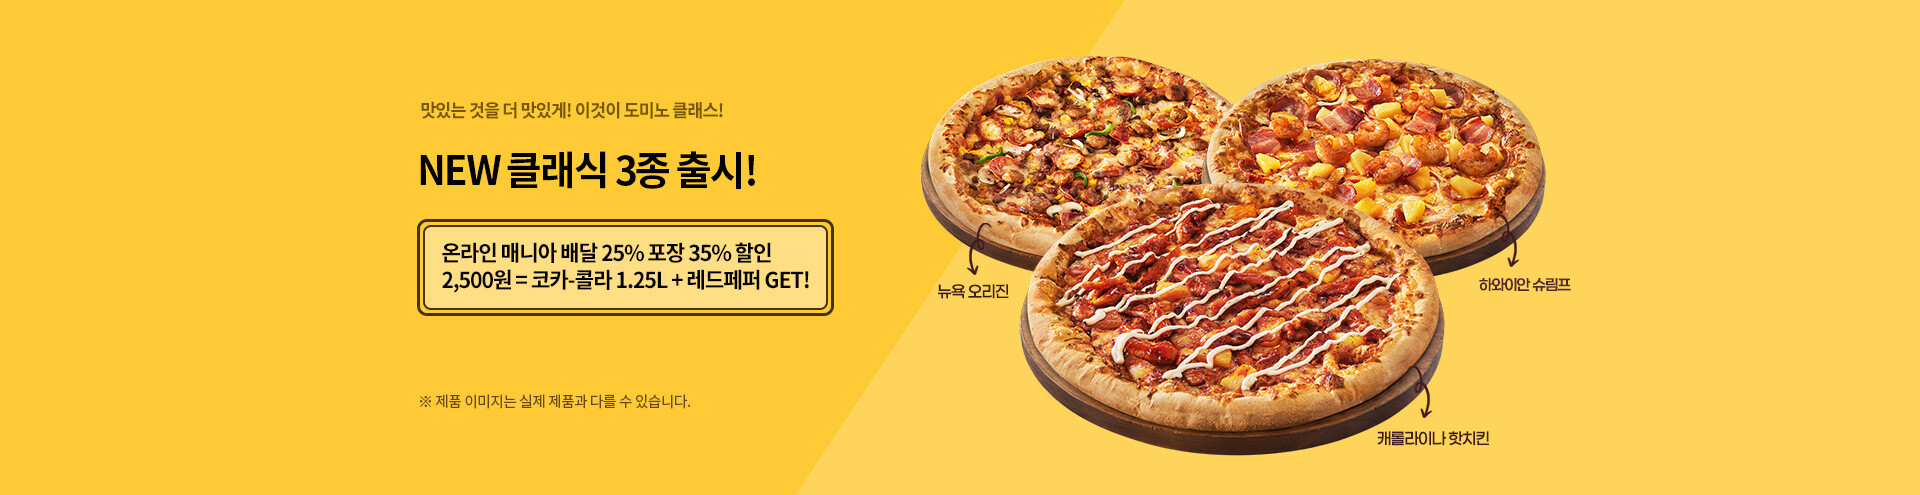 맛있는 것을 더 맛있게! 이것이 도미노 클래스!
NEW 클래식 3종 출시!
온라인 매니아 배달 25% 포장 35% 할인
2,500원 = 코카-콜라 1.25L + 레드페퍼 GET!
※ 제품 이미지는 실제 제품과 다를 수 있습니다.
뉴욕 오리진
하와이안 슈림프
캐롤라이나 핫치킨